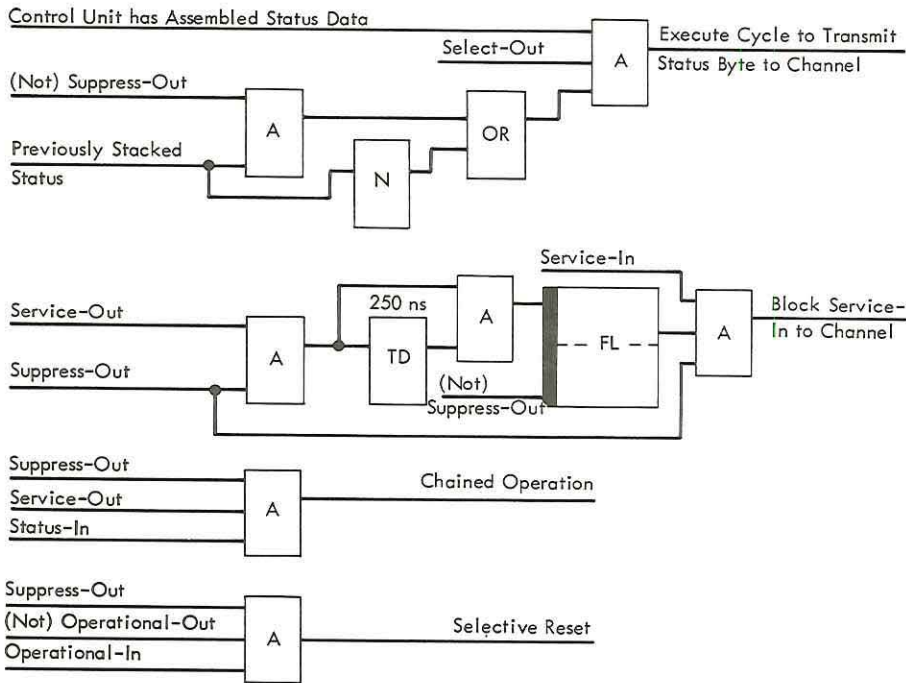 Control Unit has Assembled Status Data
Execute Cycle to Transmit
Select-Out
A
Status Byte to Channel
(Not) Suppress-Out
A
OR
Previously Stacked
Status
N
Service-In
250 ns
Service-Out
A
Block Service-
In to Channel
A
TD
FL
A
Suppress-Out
(Not)
Suppress-Out
Suppress-Out
Chained Operation
Service-Out
A
Status-In
Suppress-Out
(Not) Operational-Out
A
Selective Reset
Operational-In